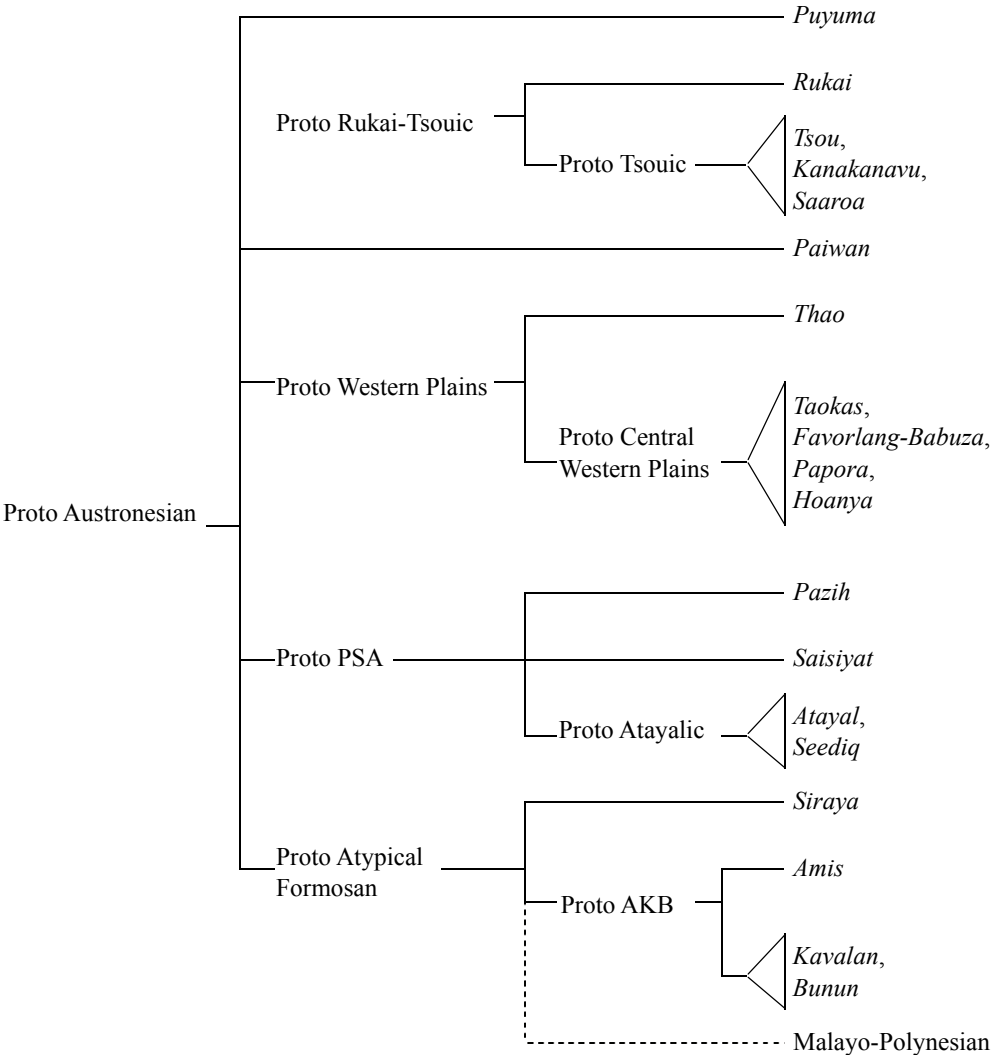 Puyuma
Rukai
Proto Rukai-Tsouic
Tsou,
Kanakanavu,
Saaroa
Proto Tsouic
Paiwan
Thao
Proto Western Plains
Taokas,
Favorlang-Babuza,
Papora,
Hoanya
Proto Central
Western Plains
Proto Austronesian
Pazih
Proto PSA
Saisiyat
Proto Atayalic
Atayal,
Seediq
Siraya
Proto Atypical
Formosan
Amis
Proto AKB
Kavalan,
Bunun
Malayo-Polynesian